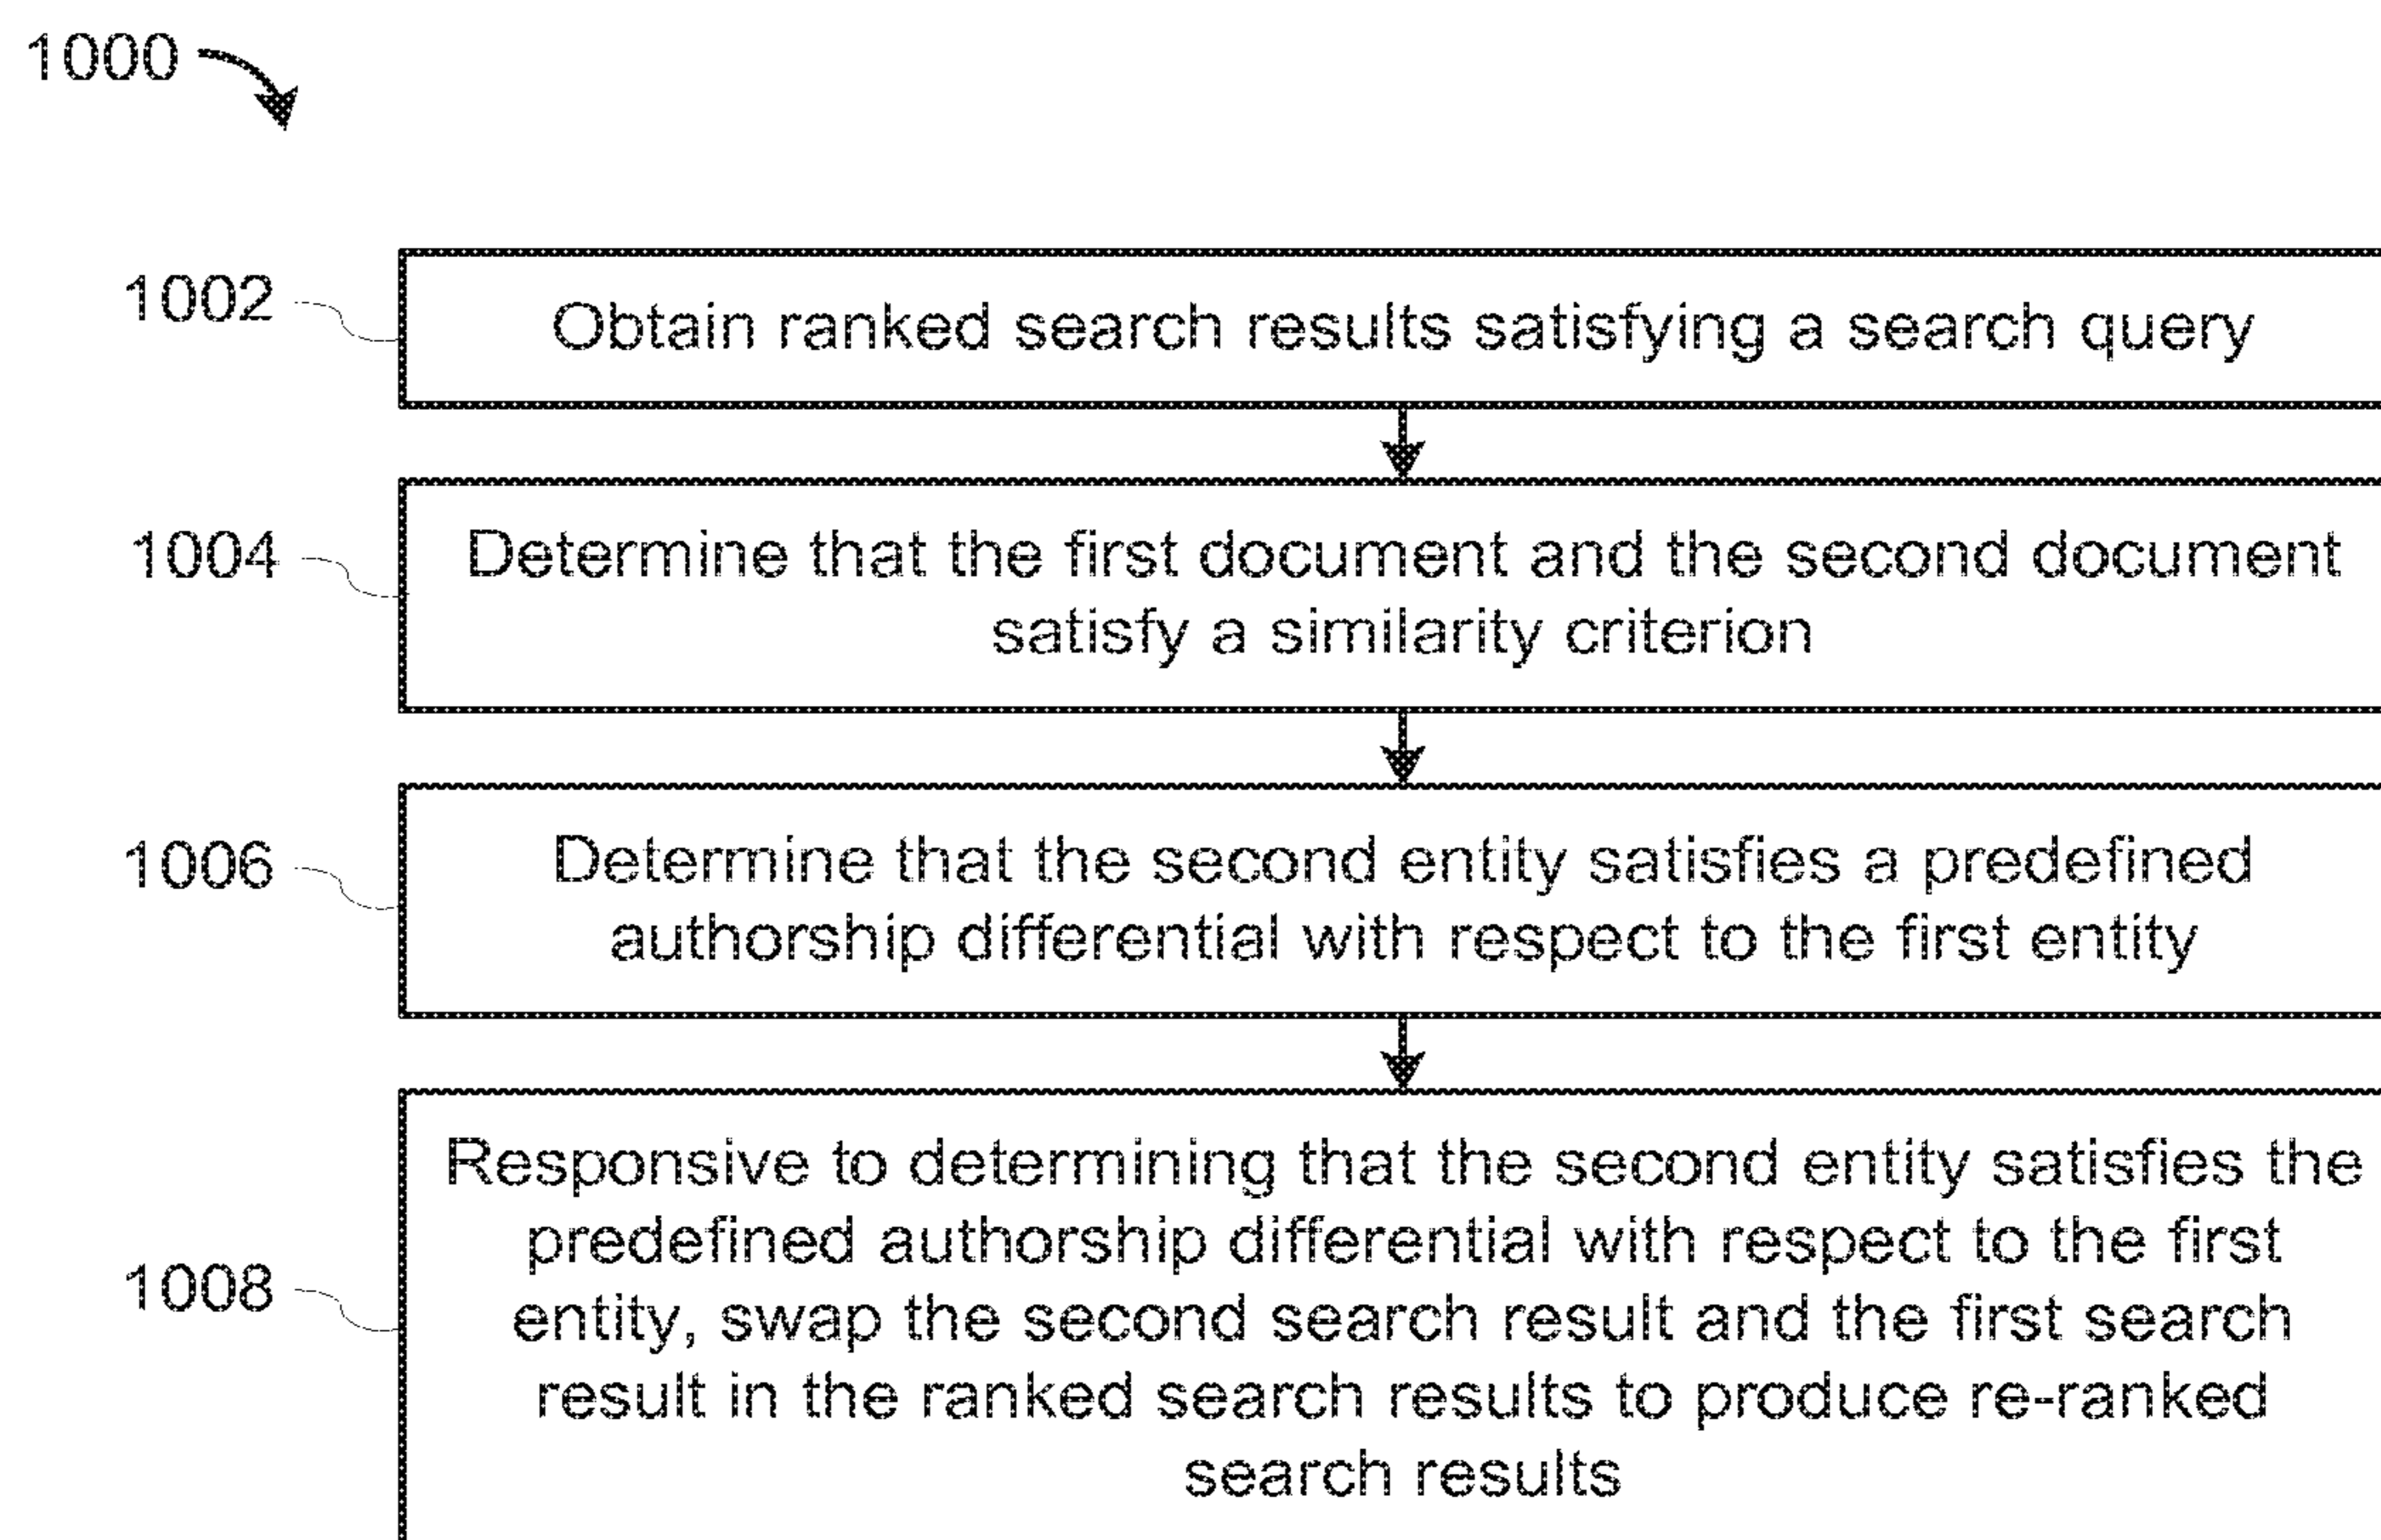 1000
1002
Obtain ranked search results satisfying a search query
1004
Determine that the first document and the second document
satisfy a similarity criterion
1006
Determine that the second entity satisfies a predefined
authorship differential with respect to the first entity
1008
Responsive to determining that the second entity satisfies the
predefined authorship differential with respect to the first
entity, swap the second search result and the first search
result in the ranked search results to produce re-ranked
search results